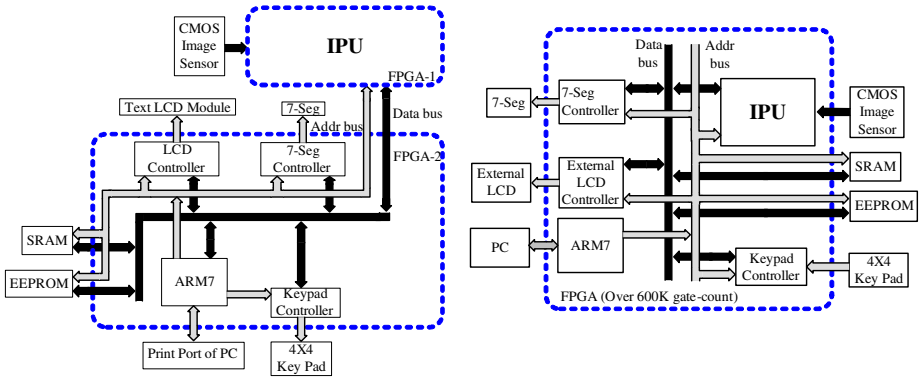 CMOS
Image
Sensor
IPU
FPGA-1
Text LCD Module
7-Seg
Addr bus
Data bus
FPGA-2
LCD
Controller
7-Seg
Controller
SRAM
EEPROM
ARM7
Keypad
Controller
Print Port of PC
4X4
Key Pad
Data
bus
Addr
bus
7-Seg
7-Seg
Controller
IPU
CMOS
Image
Sensor
External
LCD
External
LCD
Controller
SRAM
EEPROM
PC
ARM7
Keypad
Controller
4X4
Key Pad
FPGA (Over 600K gate-count)